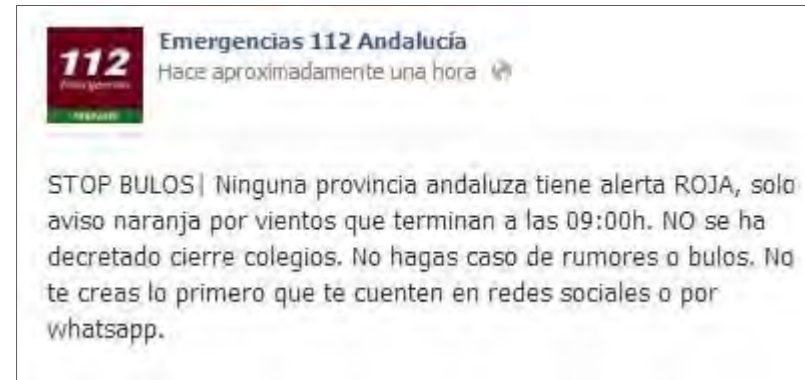 112
Emergencias 112 Andalucía
Hace aproximadamente una hora
STOP BULOS| Ninguna provincia andaluza tiene alerta ROJA, solo
aviso naranja por vientos que terminan a las 09:00h. NO se ha
decretado cierre colegios. No hagas caso de rumores o bulos. No
te creas lo primero que te cuenten en redes sociales o por
whatsapp.